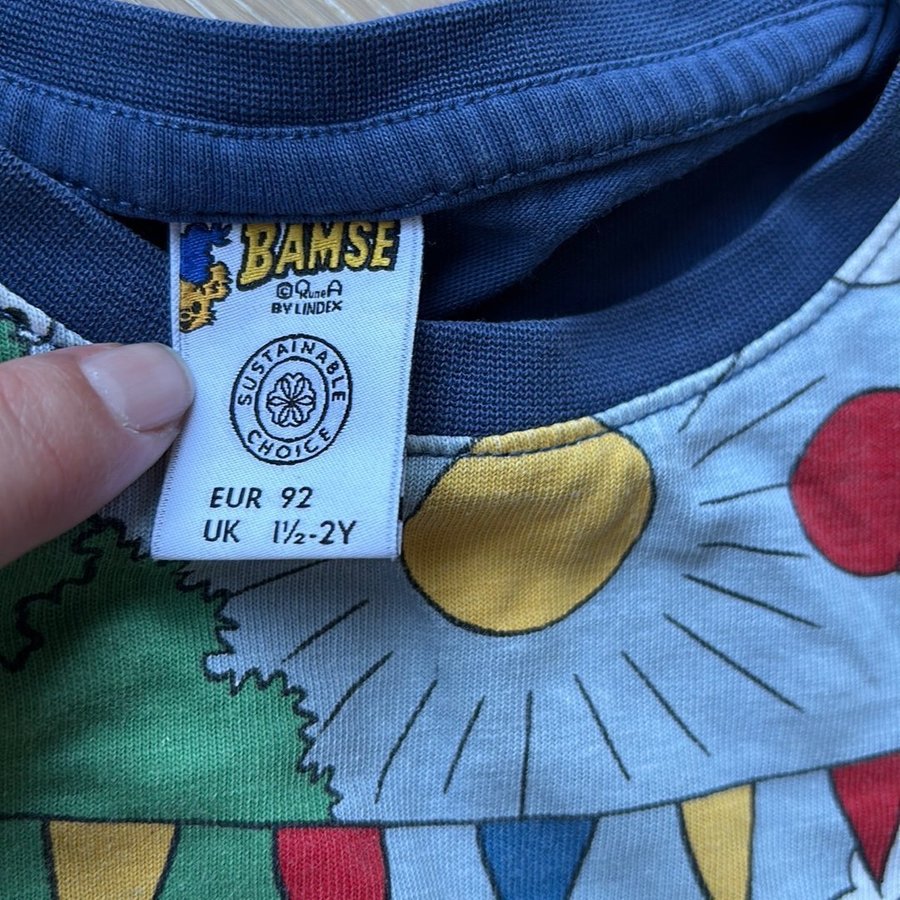 BAMSE
© RuneA
BY LINDEX
SUSTAINABLE
CHOICE
EUR 92
UK 1½-2Y